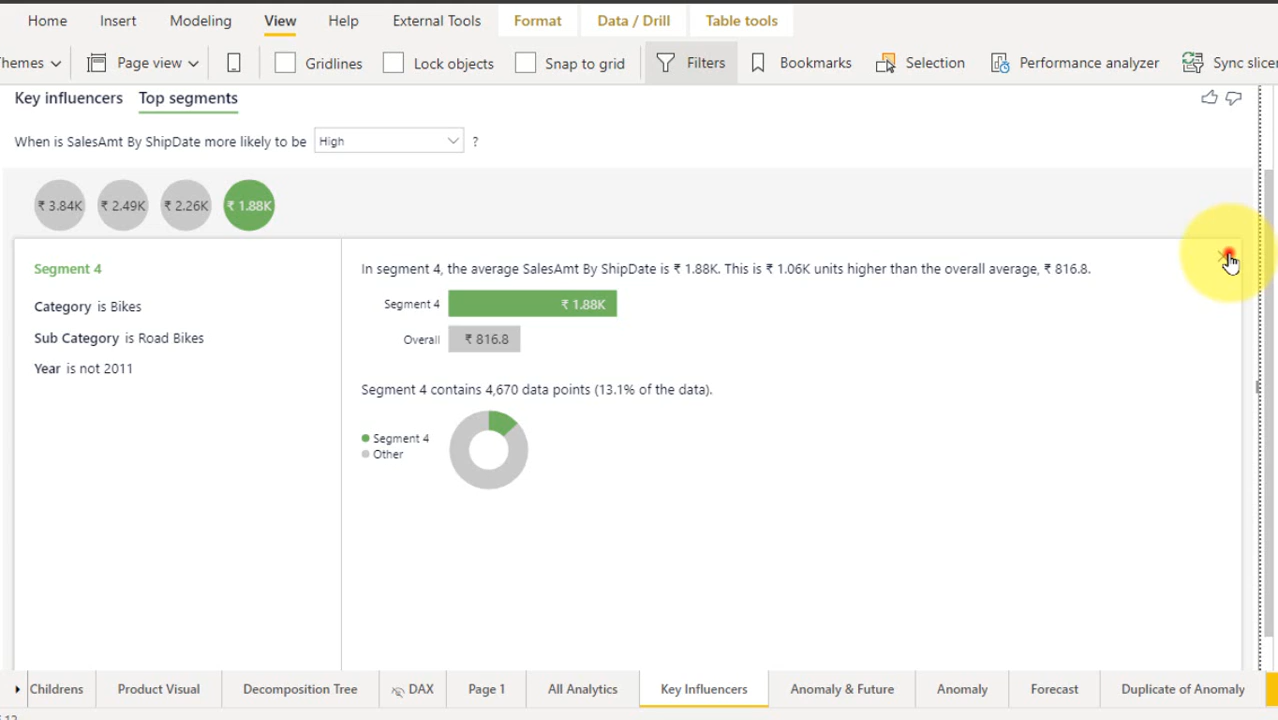 Home Insert Modeling View Help External Tools Format Data / Drill Table tools
Themes Page view Gridlines Lock objects Snap to grid Filters Bookmarks Selection Performance analyzer Sync slicer
Key influencers Top segments
When is SalesAmt By ShipDate more likely to be High ?
₹ 3.84K ₹ 2.49K ₹ 2.26K ₹ 1.88K
Segment 4
Category is Bikes
Sub Category is Road Bikes
Year is not 2011
In segment 4, the average SalesAmt By ShipDate is ₹ 1.88K. This is ₹ 1.06K units higher than the overall average, ₹ 816.8.
Segment 4 ₹ 1.88K
Overall ₹ 816.8
Segment 4 contains 4,670 data points (13.1% of the data).
Segment 4
Other
Childrens Product Visual Decomposition Tree DAX Page 1 All Analytics Key Influencers Anomaly & Future Anomaly Forecast Duplicate of Anomaly